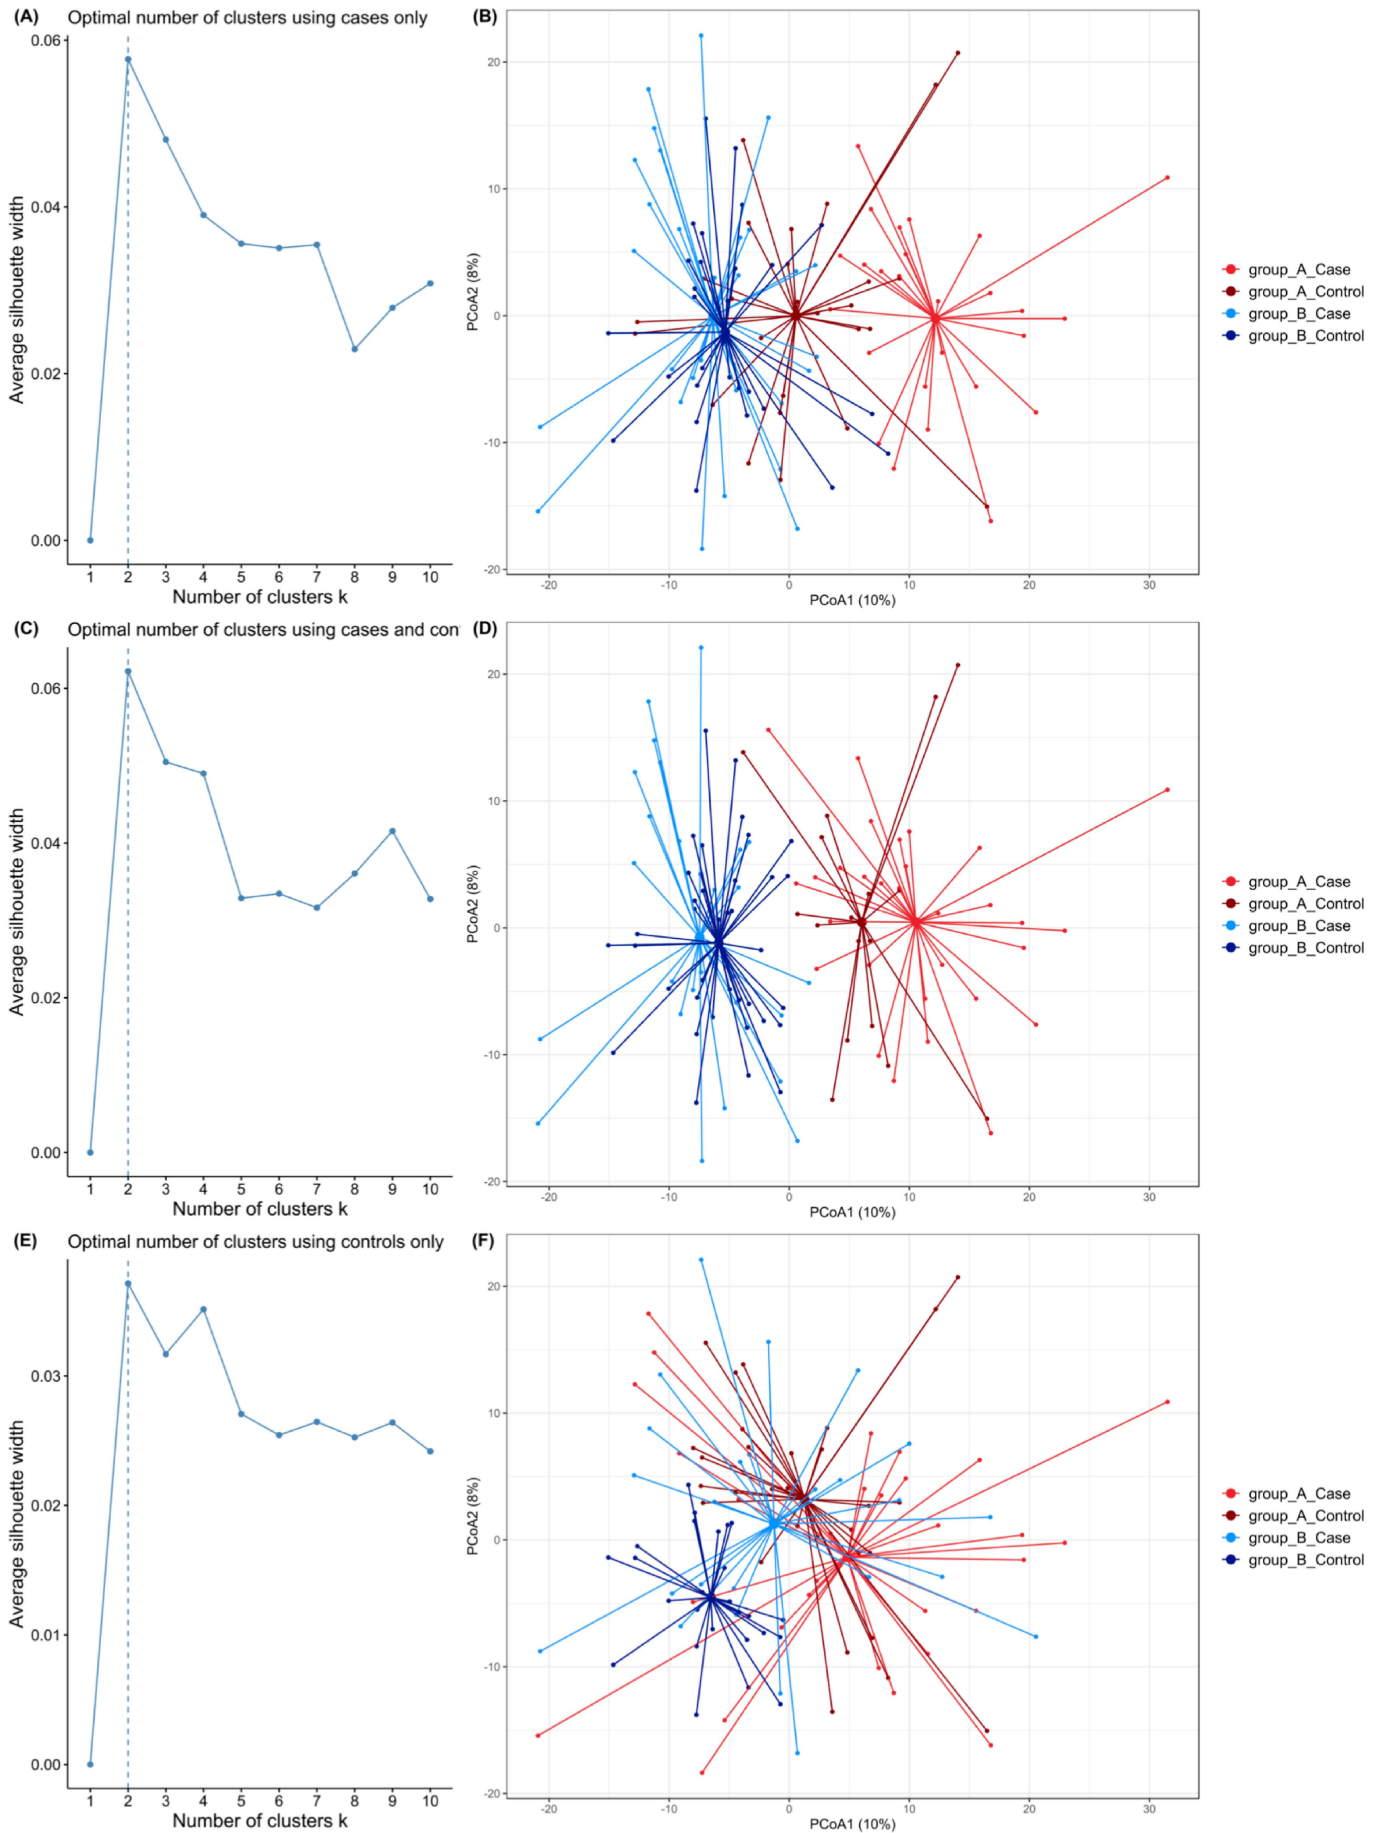 (A) Optimal number of clusters using cases only
0.06
0.04
0.02
0.00
Average silhouette width
1 2 3 4 5 6 7 8 9 10
Number of clusters k
(B)
20
10
0
-10
-20
PCoA2 (8%)
-20 -10 0 10 20 30
PCoA1 (10%)
group_A_Case
group_A_Control
group_B_Case
group_B_Control
(C) Optimal number of clusters using cases and con
0.06
0.04
0.02
0.00
Average silhouette width
1 2 3 4 5 6 7 8 9 10
Number of clusters k
(D)
20
10
0
-10
-20
PCoA2 (8%)
-20 -10 0 10 20 30
PCoA1 (10%)
group_A_Case
group_A_Control
group_B_Case
group_B_Control
(E) Optimal number of clusters using controls only
0.03
0.02
0.01
0.00
Average silhouette width
1 2 3 4 5 6 7 8 9 10
Number of clusters k
(F)
20
10
0
-10
-20
PCoA2 (8%)
-20 -10 0 10 20 30
PCoA1 (10%)
group_A_Case
group_A_Control
group_B_Case
group_B_Control